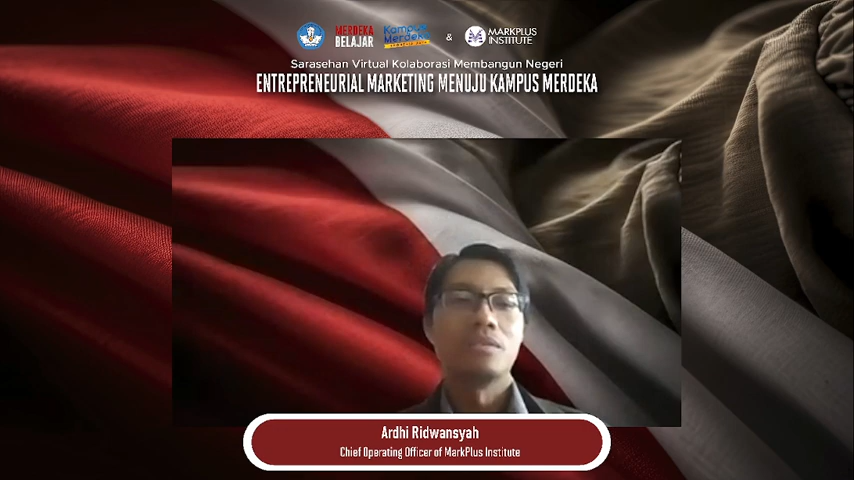 MERDEKA
BELAJAR
Kampus
Merdeka
&
MARKPLUS
INSTITUTE
Sarasehan Virtual Kolaborasi Membangun Negeri
ENTREPRENEURIAL MARKETING MENUJU KAMPUS MERDEKA
Ardhi Ridwansyah
Chief Operating Officer of MarkPlus Institute